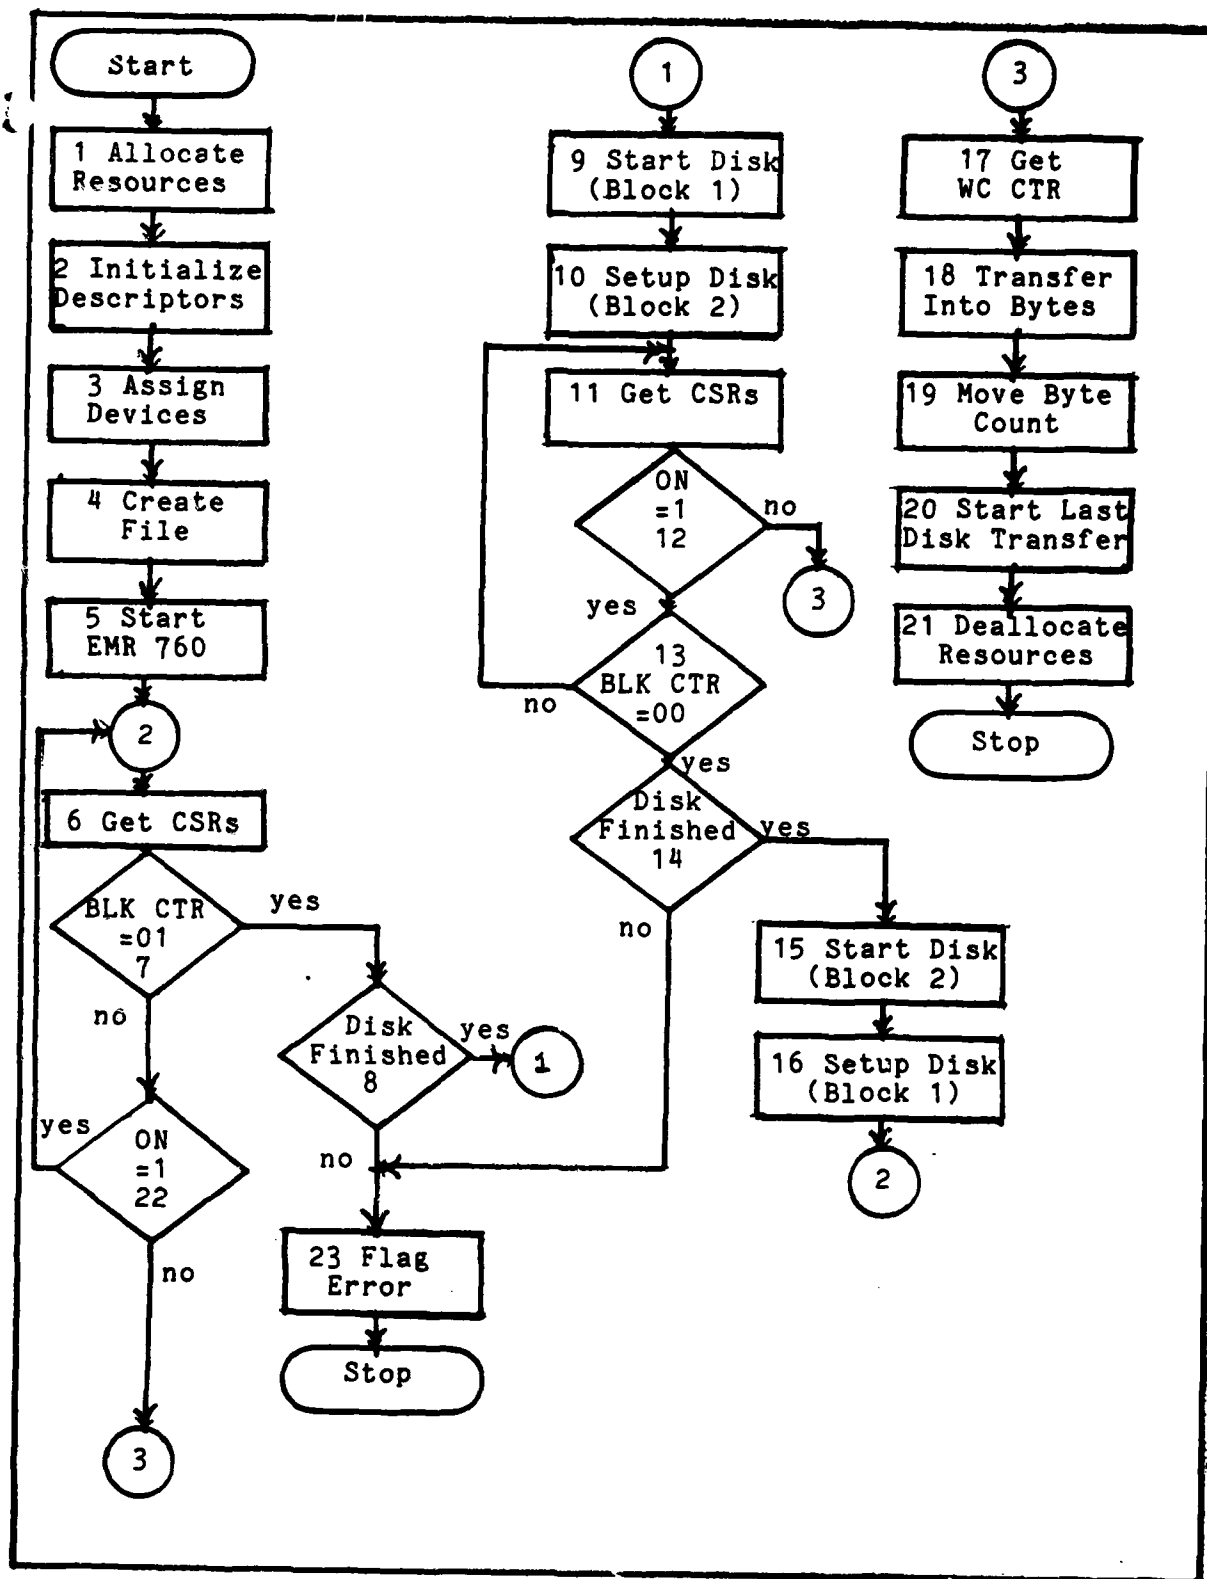 Start
1 Allocate
Resources
2 Initialize
Descriptors
3 Assign
Devices
4 Create
File
5 Start
EMR 760
2
6 Get CSRs
BLK CTR
=01
7
yes
no
Disk
Finished
8
yes
1
no
yes
ON
=1
22
no
3
23 Flag
Error
Stop
1
9 Start Disk
(Block 1)
10 Setup Disk
(Block 2)
11 Get CSRs
ON
=1
12
no
3
yes
13
BLK CTR
=00
no
yes
Disk
Finished
14
yes
no
15 Start Disk
(Block 2)
16 Setup Disk
(Block 1)
2
3
17 Get
WC CTR
18 Transfer
Into Bytes
19 Move Byte
Count
20 Start Last
Disk Transfer
21 Deallocate
Resources
Stop